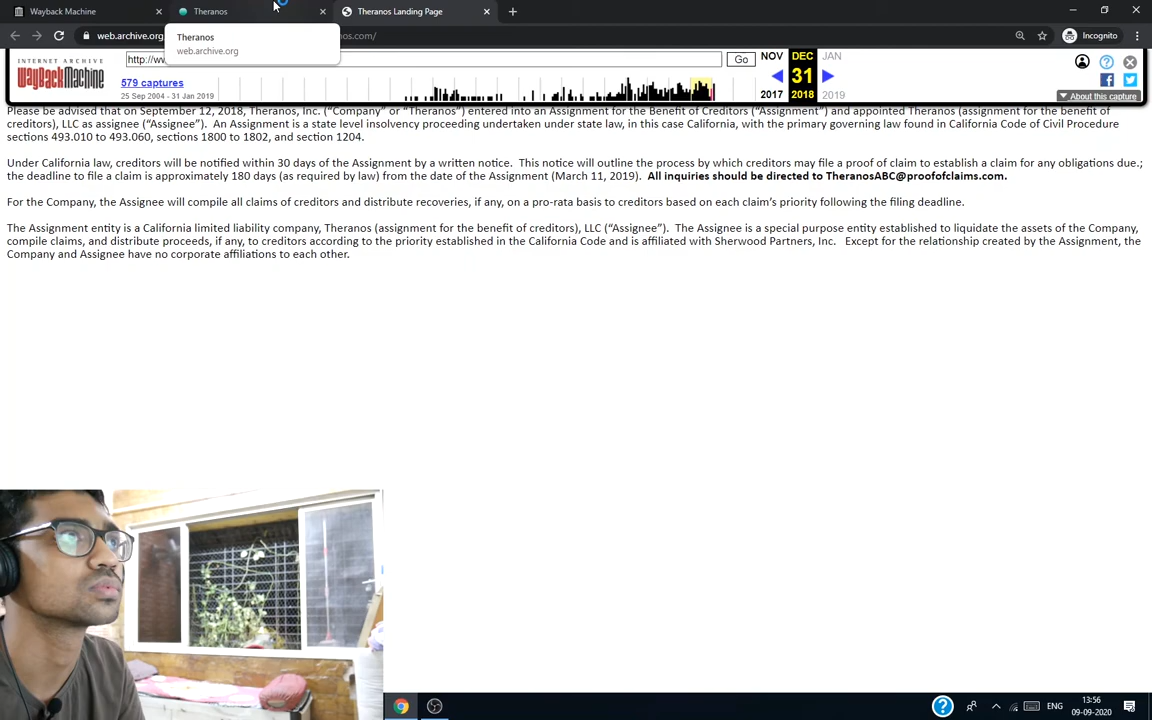 Wayback Machine
Theranos
Theranos Landing Page
web.archive.org
os.com/
Incognito
Theranos
web.archive.org
INTERNET ARCHIVE
WayBackMachine
http://ww
Go
NOV
DEC
JAN
579 captures
31
25 Sep 2004 - 31 Jan 2019
2017
2018
2019
About this capture
Please be advised that on September 12, 2018, Theranos, Inc. (“Company” or “Theranos”) entered into an Assignment for the Benefit of Creditors (“Assignment”) and appointed Theranos (assignment for the benefit of
creditors), LLC as assignee (“Assignee”). An Assignment is a state level insolvency proceeding undertaken under state law, in this case California, with the primary governing law found in California Code of Civil Procedure
sections 493.010 to 493.060, sections 1800 to 1802, and section 1204.
Under California law, creditors will be notified within 30 days of the Assignment by a written notice. This notice will outline the process by which creditors may file a proof of claim to establish a claim for any obligations due.;
the deadline to file a claim is approximately 180 days (as required by law) from the date of the Assignment (March 11, 2019). All inquiries should be directed to TheranosABC@proofofclaims.com.
For the Company, the Assignee will compile all claims of creditors and distribute recoveries, if any, on a pro-rata basis to creditors based on each claim’s priority following the filing deadline.
The Assignment entity is a California limited liability company, Theranos (assignment for the benefit of creditors), LLC (“Assignee”). The Assignee is a special purpose entity established to liquidate the assets of the Company,
compile claims, and distribute proceeds, if any, to creditors according to the priority established in the California Code and is affiliated with Sherwood Partners, Inc. Except for the relationship created by the Assignment, the
Company and Assignee have no corporate affiliations to each other.
ENG
13:56
09-09-2020